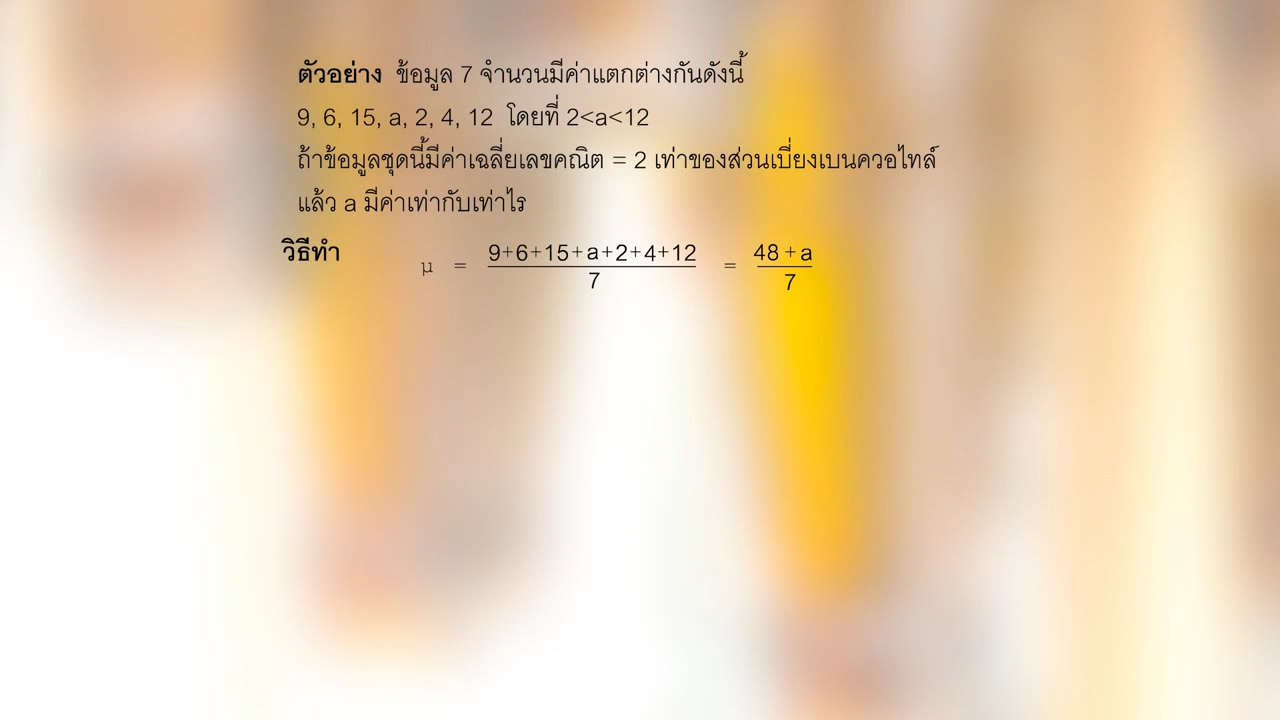 ตัวอย่าง ข้อมูล 7 จำนวนมีค่าแตกต่างกันดังนี้
9, 6, 15, a, 2, 4, 12 โดยที่ 2<a<12
ถ้าข้อมูลชุดนี้มีค่าเฉลี่ยเลขคณิต = 2 เท่าของส่วนเบี่ยงเบนควอไทล์
แล้ว a มีค่าเท่ากับเท่าไร
วิธีทำ μ = 9+6+15+a+2+4+12 / 7 = 48 + a / 7